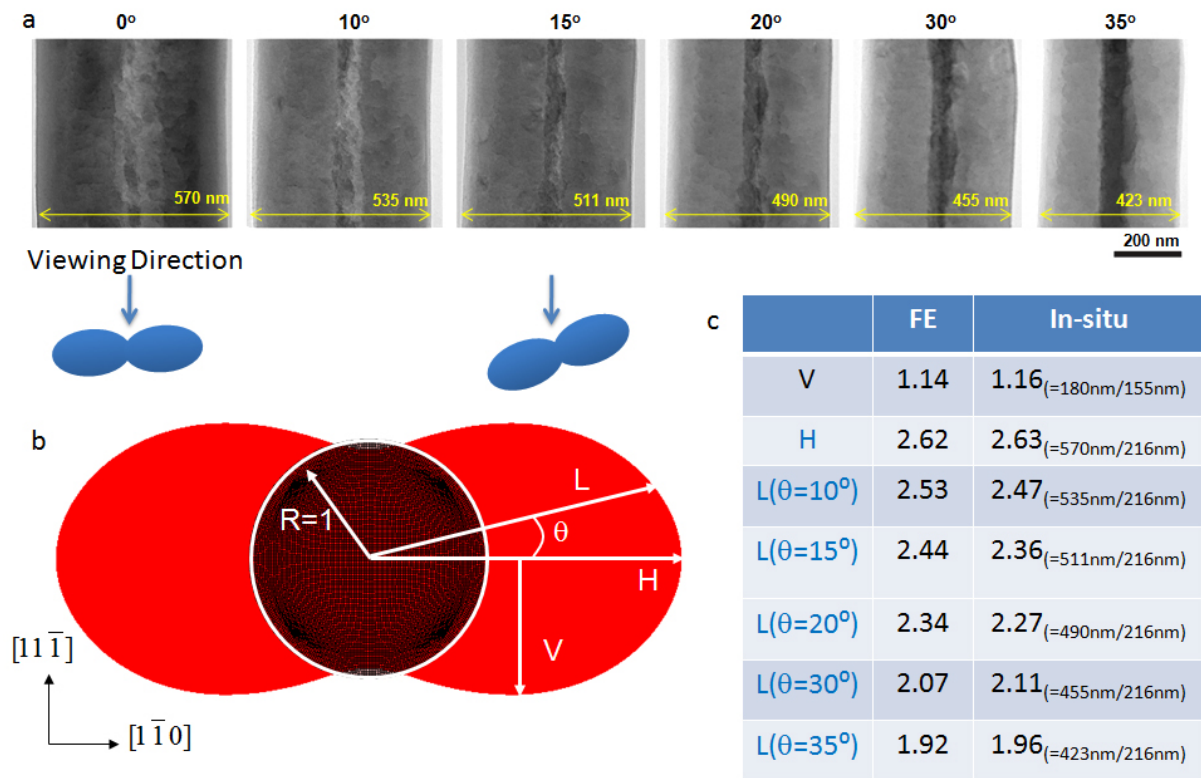 a
0° 10° 15° 20° 30° 35°
570 nm 535 nm 511 nm 490 nm 455 nm 423 nm
200 nm
Viewing Direction
b
R=1
L
θ
H
V
[111̅]
[11̅0]
c
FE In-situ
V 1.14 1.16(=180nm/155nm)
H 2.62 2.63(=570nm/216nm)
L(θ=10°) 2.53 2.47(=535nm/216nm)
L(θ=15°) 2.44 2.36(=511nm/216nm)
L(θ=20°) 2.34 2.27(=490nm/216nm)
L(θ=30°) 2.07 2.11(=455nm/216nm)
L(θ=35°) 1.92 1.96(=423nm/216nm)